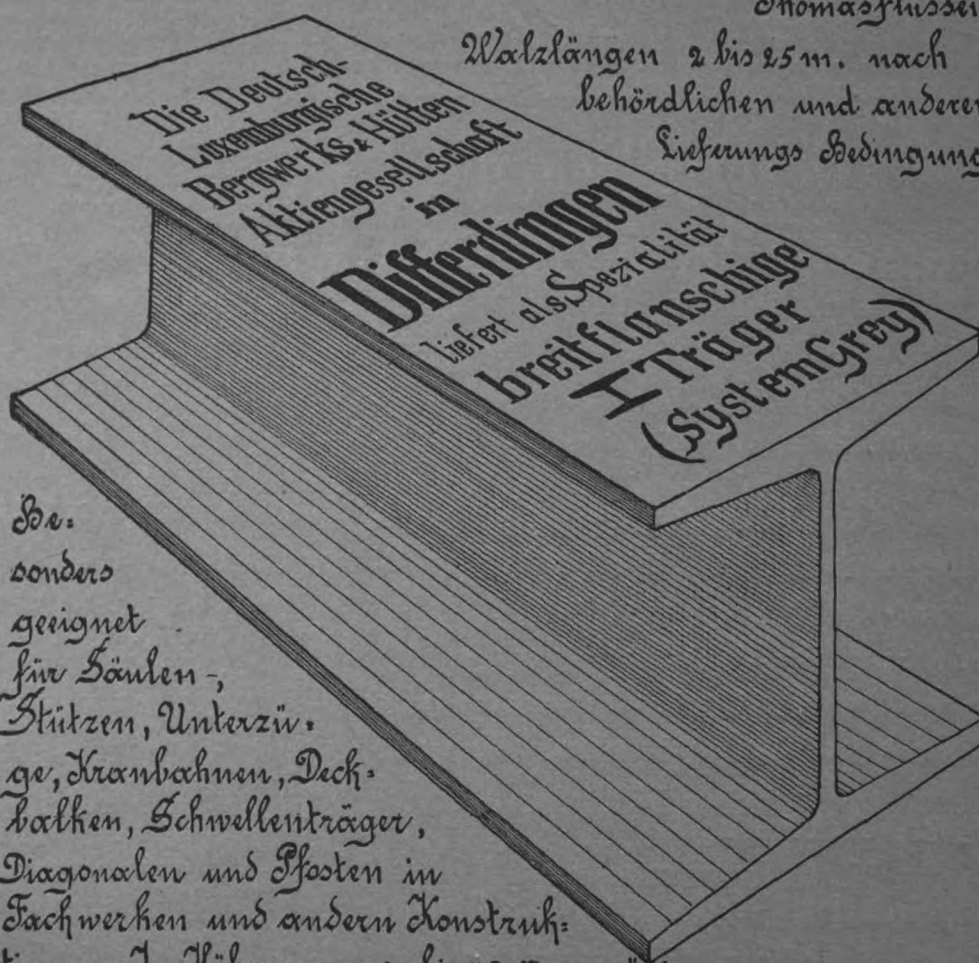 Thomasflussei
Walzlängen 2 bis 25 m. nach
behördlichen und anderen
Lieferungs Bedingung
Die Deutsch-
Luxemburgische
Bergwerks & Hütten
Aktiengesellschaft
in
Differdingen
liefert als Spezialität
breitflanschige
I Träger
(System Grey)
Be-
sonders
geeignet
für Säulen-,
Stützen, Unterzü-
ge, Kranbahnen, Deck-
balken, Schwellenträger,
Diagonalen und Pfosten in
Fachwerken und andern Konstruk-